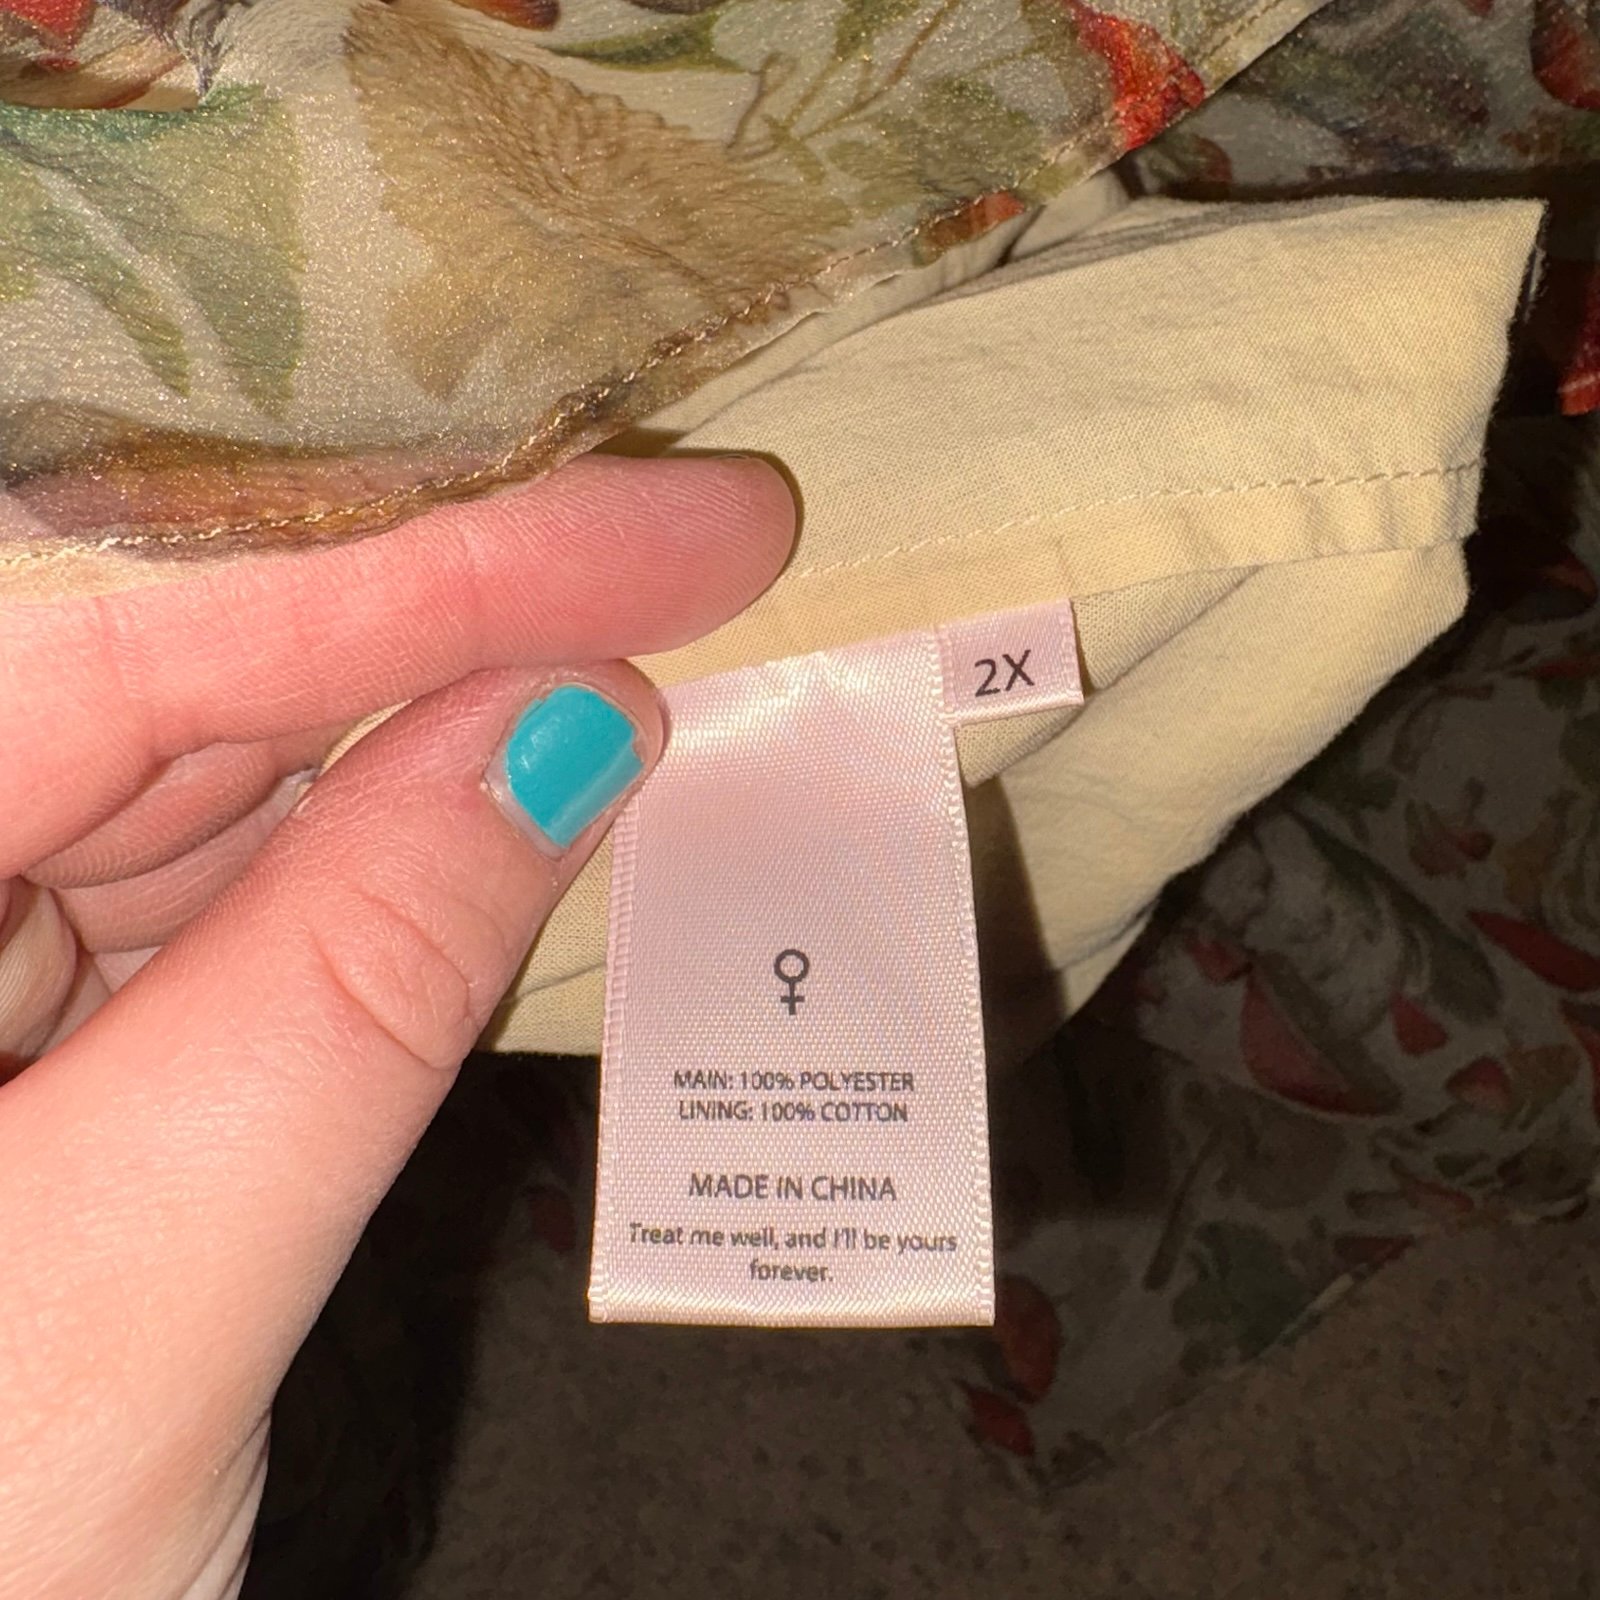 2X
♀
MAIN: 100% POLYESTER
LINING: 100% COTTON
MADE IN CHINA
Treat me well, and I'll be yours
forever.